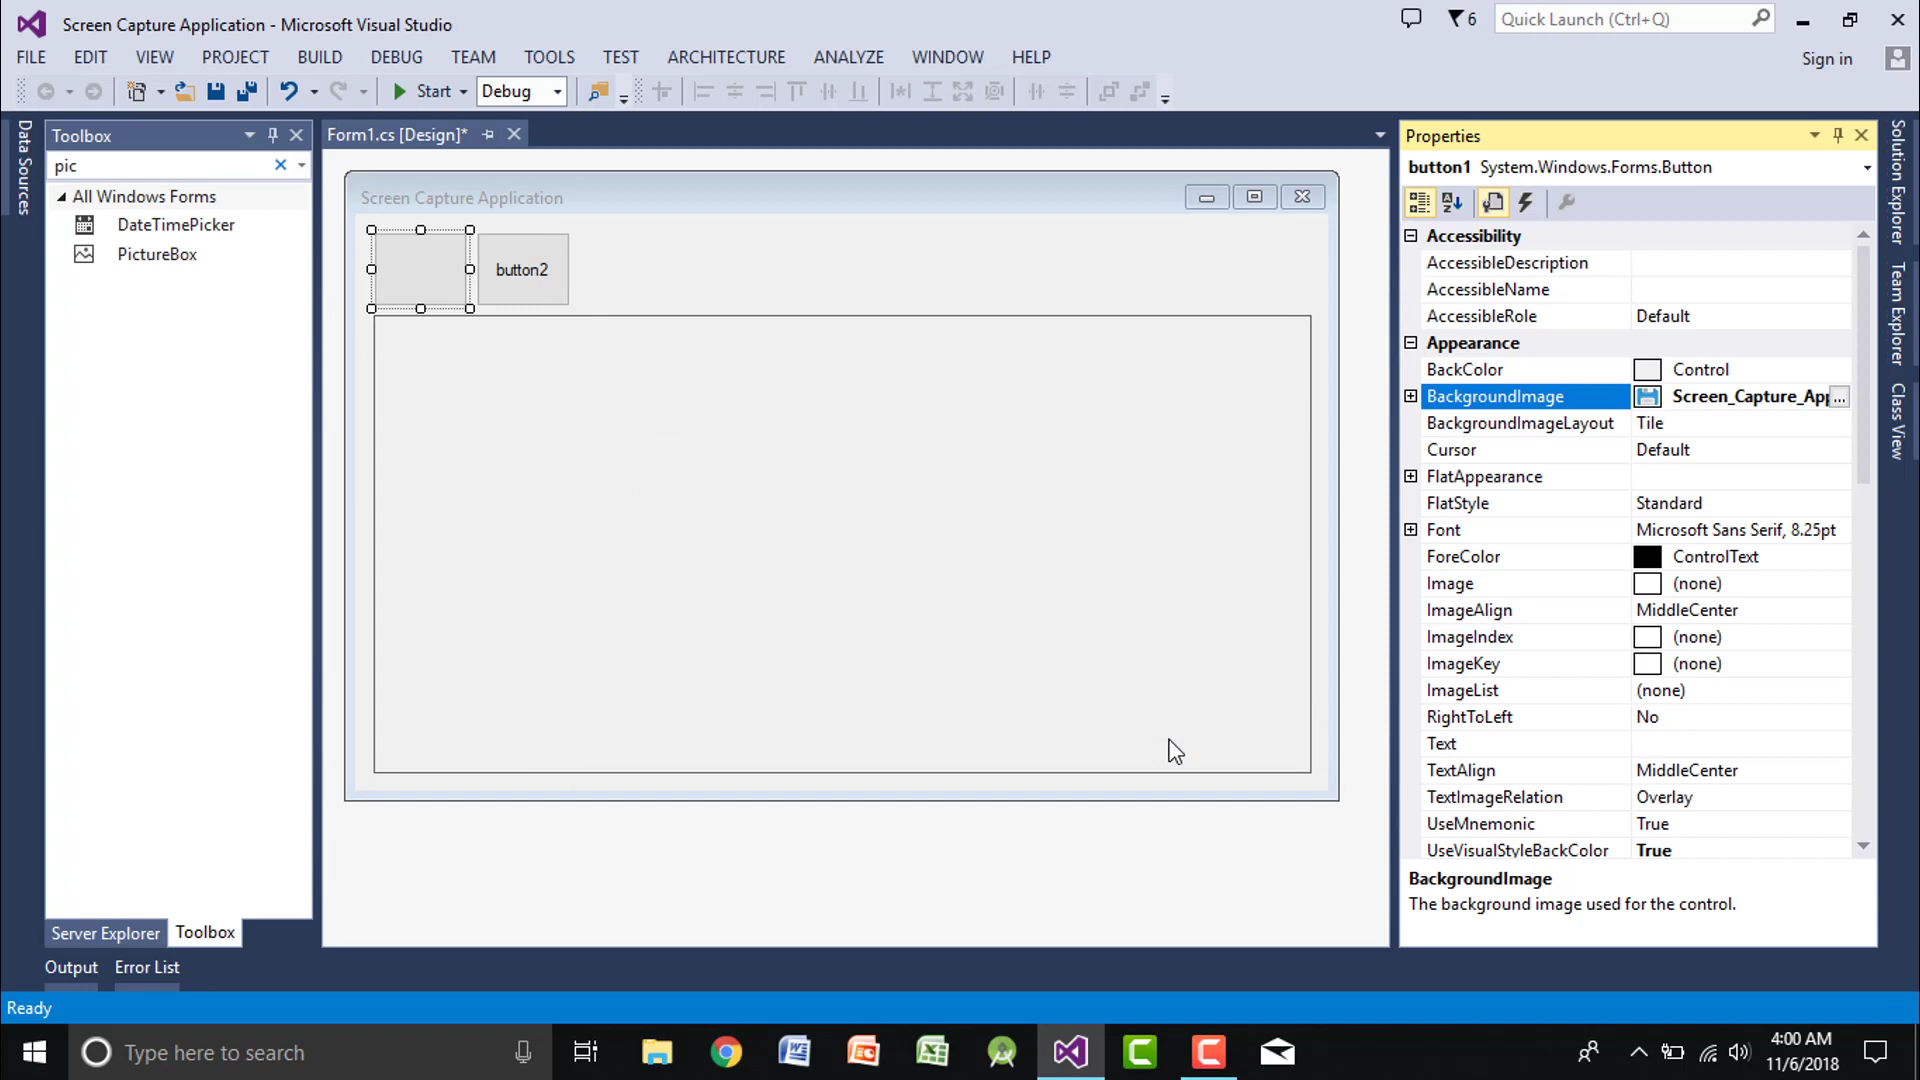 Screen Capture Application - Microsoft Visual Studio
6
Quick Launch (Ctrl+Q)
FILE EDIT VIEW PROJECT BUILD DEBUG TEAM TOOLS TEST ARCHITECTURE ANALYZE WINDOW HELP
Sign in
Start
Debug
Data Sources
Toolbox
pic
All Windows Forms
DateTimePicker
PictureBox
Server Explorer
Toolbox
Form1.cs [Design]*
Screen Capture Application
button2
Properties
button1 System.Windows.Forms.Button
Accessibility
AccessibleDescription
AccessibleName
AccessibleRole Default
Appearance
BackColor Control
BackgroundImage Screen_Capture_App ...
BackgroundImageLayout Tile
Cursor Default
FlatAppearance
FlatStyle Standard
Font Microsoft Sans Serif, 8.25pt
ForeColor ControlText
Image (none)
ImageAlign MiddleCenter
ImageIndex (none)
ImageKey (none)
ImageList (none)
RightToLeft No
Text
TextAlign MiddleCenter
TextImageRelation Overlay
UseMnemonic True
UseVisualStyleBackColor True
BackgroundImage
The background image used for the control.
Solution Explorer
Team Explorer
Class View
Output
Error List
Ready
Type here to search
4:00 AM
11/6/2018